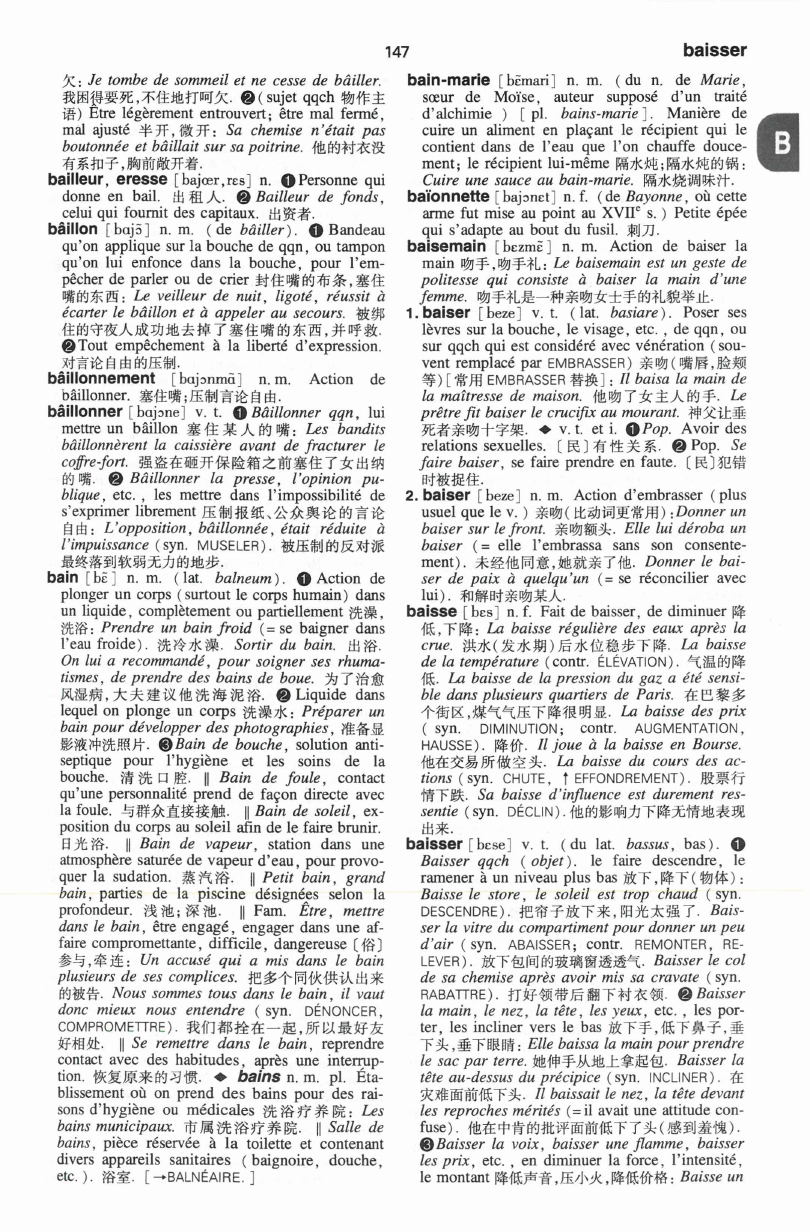 147
baisser
欠: Je tombe de sommeil et ne cesse de bâiller.
我困得要死,不住地打呵欠. ❷ (sujet qqch 物作主
语) Être légèrement entrouvert; être mal fermé,
mal ajusté 半开,微开: Sa chemise n'était pas
boutonnée et bâillait sur sa poitrine. 他的衬衣没
有系扣子,胸前敞开着.
bailleur, eresse [bajœr,rɛs] n. ❶ Personne qui
donne en bail. 出租人. ❷ Bailleur de fonds,
celui qui fournit des capitaux. 出资者.
bâillon [bɑjɔ̃] n. m. (de bâiller). ❶ Bandeau
qu'on applique sur la bouche de qqn, ou tampon
qu'on lui enfonce dans la bouche, pour l'em-
pêcher de parler ou de crier 封住嘴的布条,塞住
嘴的东西: Le veilleur de nuit, ligoté, réussit à
écarter le bâillon et à appeler au secours. 被绑
住的守夜人成功地去掉了塞住嘴的东西,并呼救.
❷ Tout empêchement à la liberté d'expression.
对言论自由的压制.
bâillonnement [bɑjɔnmɑ̃] n. m. Action de
bâillonner. 塞住嘴;压制言论自由.
bâillonner [bɑjɔne] v. t. ❶ Bâillonner qqn, lui
mettre un bâillon 塞住某人的嘴: Les bandits
bâillonnèrent la caissière avant de fracturer le
coffre-fort. 强盗在砸开保险箱之前塞住了女出纳
的嘴. ❷ Bâillonner la presse, l'opinion pu-
blique, etc., les mettre dans l'impossibilité de
s'exprimer librement 压制报纸、公众舆论的言论
自由: L'opposition, bâillonnée, était réduite à
l'impuissance (syn. MUSELER). 被压制的反对派
最终落到软弱无力的地步.
bain [bɛ̃] n. m. (lat. balneum). ❶ Action de
plonger un corps (surtout le corps humain) dans
un liquide, complètement ou partiellement 洗澡,
洗浴: Prendre un bain froid (= se baigner dans
l'eau froide). 洗冷水澡. Sortir du bain. 出浴.
On lui a recommandé, pour soigner ses rhuma-
tismes, de prendre des bains de boue. 为了治愈
风湿病,大夫建议他洗海泥浴. ❷ Liquide dans
lequel on plonge un corps 洗澡水: Préparer un
bain pour développer des photographies, 准备显
影液冲洗照片. ❸ Bain de bouche, solution anti-
septique pour l'hygiène et les soins de la
bouche. 清洗口腔. ‖ Bain de foule, contact
qu'une personnalité prend de façon directe avec
la foule. 与群众直接接触. ‖ Bain de soleil, ex-
position du corps au soleil afin de le faire brunir.
日光浴. ‖ Bain de vapeur, station dans une
atmosphère saturée de vapeur d'eau, pour provo-
quer la sudation. 蒸汽浴. ‖ Petit bain, grand
bain, parties de la piscine désignées selon la
profondeur. 浅池;深池. ‖ Fam. Être, mettre
dans le bain, être engagé, engager dans une af-
faire compromettante, difficile, dangereuse〔俗〕
参与,牵连: Un accusé qui a mis dans le bain
plusieurs de ses complices. 把多个同伙供认出来
的被告. Nous sommes tous dans le bain, il vaut
donc mieux nous entendre (syn. DÉNONCER,
COMPROMETTRE). 我们都拴在一起,所以最好友
好相处. ‖ Se remettre dans le bain, reprendre
contact avec des habitudes, après une interrup-
tion. 恢复原来的习惯. ◆ bains n. m. pl. Éta-
blissement où on prend des bains pour des rai-
sons d'hygiène ou médicales 洗浴疗养院: Les
bains municipaux. 市属洗浴疗养院. ‖ Salle de
bains, pièce réservée à la toilette et contenant
divers appareils sanitaires (baignoire, douche,
etc.). 浴室. [→BALNÉAIRE.]
bain-marie [bɛ̃mari] n. m. (du n. de Marie,
sœur de Moïse, auteur supposé d'un traité
d'alchimie) [pl. bains-marie]. Manière de
cuire un aliment en plaçant le récipient qui le
contient dans de l'eau que l'on chauffe douce-
ment; le récipient lui-même 隔水炖;隔水炖的锅:
Cuire une sauce au bain-marie. 隔水烧调味汁.
baïonnette [bajɔnɛt] n. f. (de Bayonne, où cette
arme fut mise au point au XVIIe s.) Petite épée
qui s'adapte au bout du fusil. 刺刀.
baisemain [bɛzmɛ̃] n. m. Action de baiser la
main 吻手,吻手礼: Le baisemain est un geste de
politesse qui consiste à baiser la main d'une
femme. 吻手礼是一种亲吻女士手的礼貌举止.
1. baiser [beze] v. t. (lat. basiare). Poser ses
lèvres sur la bouche, le visage, etc., de qqn, ou
sur qqch qui est considéré avec vénération (sou-
vent remplacé par EMBRASSER) 亲吻(嘴唇,脸颊
等)[常用 EMBRASSER 替换]: Il baisa la main de
la maîtresse de maison. 他吻了女主人的手. Le
prêtre fit baiser le crucifix au mourant. 神父让垂
死者亲吻十字架. ◆ v. t. et i. ❶ Pop. Avoir des
relations sexuelles.〔民〕有性关系. ❷ Pop. Se
faire baiser, se faire prendre en faute.〔民〕犯错
时被捉住.
2. baiser [beze] n. m. Action d'embrasser (plus
usuel que le v.) 亲吻(比动词更常用): Donner un
baiser sur le front. 亲吻额头. Elle lui déroba un
baiser (= elle l'embrassa sans son consente-
ment). 未经他同意,她就亲了他. Donner le bai-
ser de paix à quelqu'un (= se réconcilier avec
lui). 和解时亲吻某人.
baisse [bɛs] n. f. Fait de baisser, de diminuer 降
低,下降: La baisse régulière des eaux après la
crue. 洪水(发水期)后水位稳步下降. La baisse
de la température (contr. ÉLÉVATION). 气温的降
低. La baisse de la pression du gaz a été sensi-
ble dans plusieurs quartiers de Paris. 在巴黎多
个街区,煤气气压下降很明显. La baisse des prix
(syn. DIMINUTION; contr. AUGMENTATION,
HAUSSE). 降价. Il joue à la baisse en Bourse.
他在交易所做空头. La baisse du cours des ac-
tions (syn. CHUTE, ↑ EFFONDREMENT). 股票行
情下跌. Sa baisse d'influence est durement res-
sentie (syn. DÉCLIN). 他的影响力下降无情地表现
出来.
baisser [bɛse] v. t. (du lat. bassus, bas). ❶
Baisser qqch (objet). le faire descendre, le
ramener à un niveau plus bas 放下,降下(物体):
Baisse le store, le soleil est trop chaud (syn.
DESCENDRE). 把帘子放下来,阳光太强了. Bais-
ser la vitre du compartiment pour donner un peu
d'air (syn. ABAISSER; contr. REMONTER, RE-
LEVER). 放下包间的玻璃窗透透气. Baisser le col
de sa chemise après avoir mis sa cravate (syn.
RABATTRE). 打好领带后翻下衬衣领. ❷ Baisser
la main, le nez, la tête, les yeux, etc., les por-
ter, les incliner vers le bas 放下手,低下鼻子,垂
下头,垂下眼睛: Elle baissa la main pour prendre
le sac par terre. 她伸手从地上拿起包. Baisser la
tête au-dessus du précipice (syn. INCLINER). 在
灾难面前低下头. Il baissait le nez, la tête devant
les reproches mérités (= il avait une attitude con-
fuse). 他在中肯的批评面前低下了头(感到羞愧).
❸ Baisser la voix, baisser une flamme, baisser
les prix, etc., en diminuer la force, l'intensité,
le montant 降低声音,压小火,降低价格: Baisse un
B